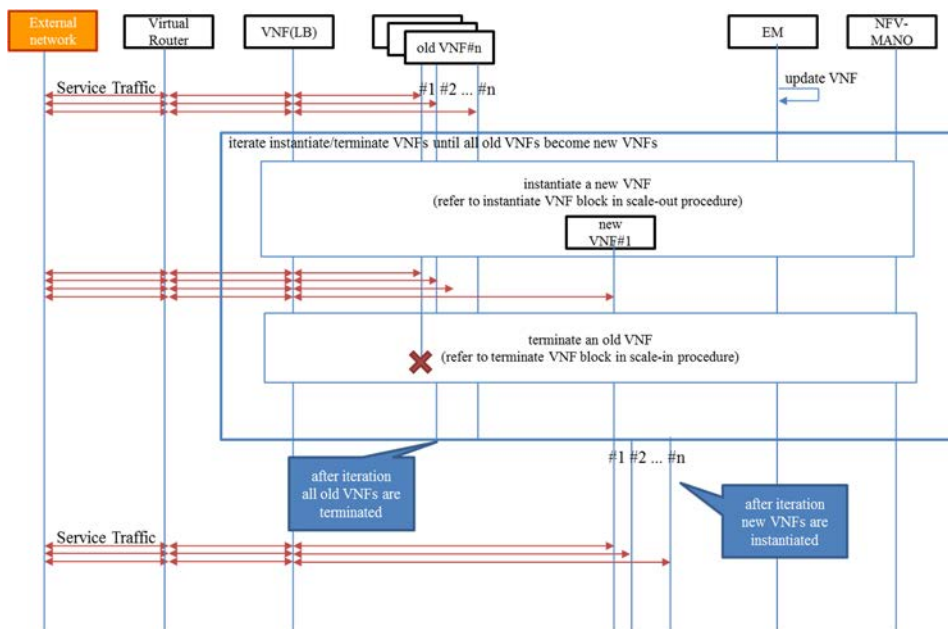 External
network
Virtual
Router
VNF(LB)
old VNF#n
EM
NFV-
MANO
update VNF
Service Traffic
#1 #2 ... #n
iterate instantiate/terminate VNFs until all old VNFs become new VNFs
instantiate a new VNF
(refer to instantiate VNF block in scale-out procedure)
new
VNF#1
terminate an old VNF
(refer to terminate VNF block in scale-in procedure)
#1 #2 ... #n
after iteration
all old VNFs are
terminated
after iteration
new VNFs are
instantiated
Service Traffic